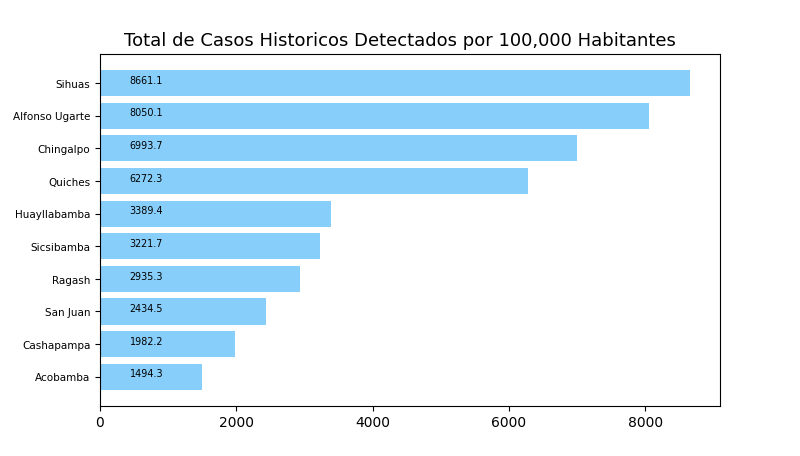 Total de Casos Historicos Detectados por 100,000 Habitantes
Sihuas 8661.1
Alfonso Ugarte 8050.1
Chingalpo 6993.7
Quiches 6272.3
Huayllabamba 3389.4
Sicsibamba 3221.7
Ragash 2935.3
San Juan 2434.5
Cashapampa 1982.2
Acobamba 1494.3
0 2000 4000 6000 8000